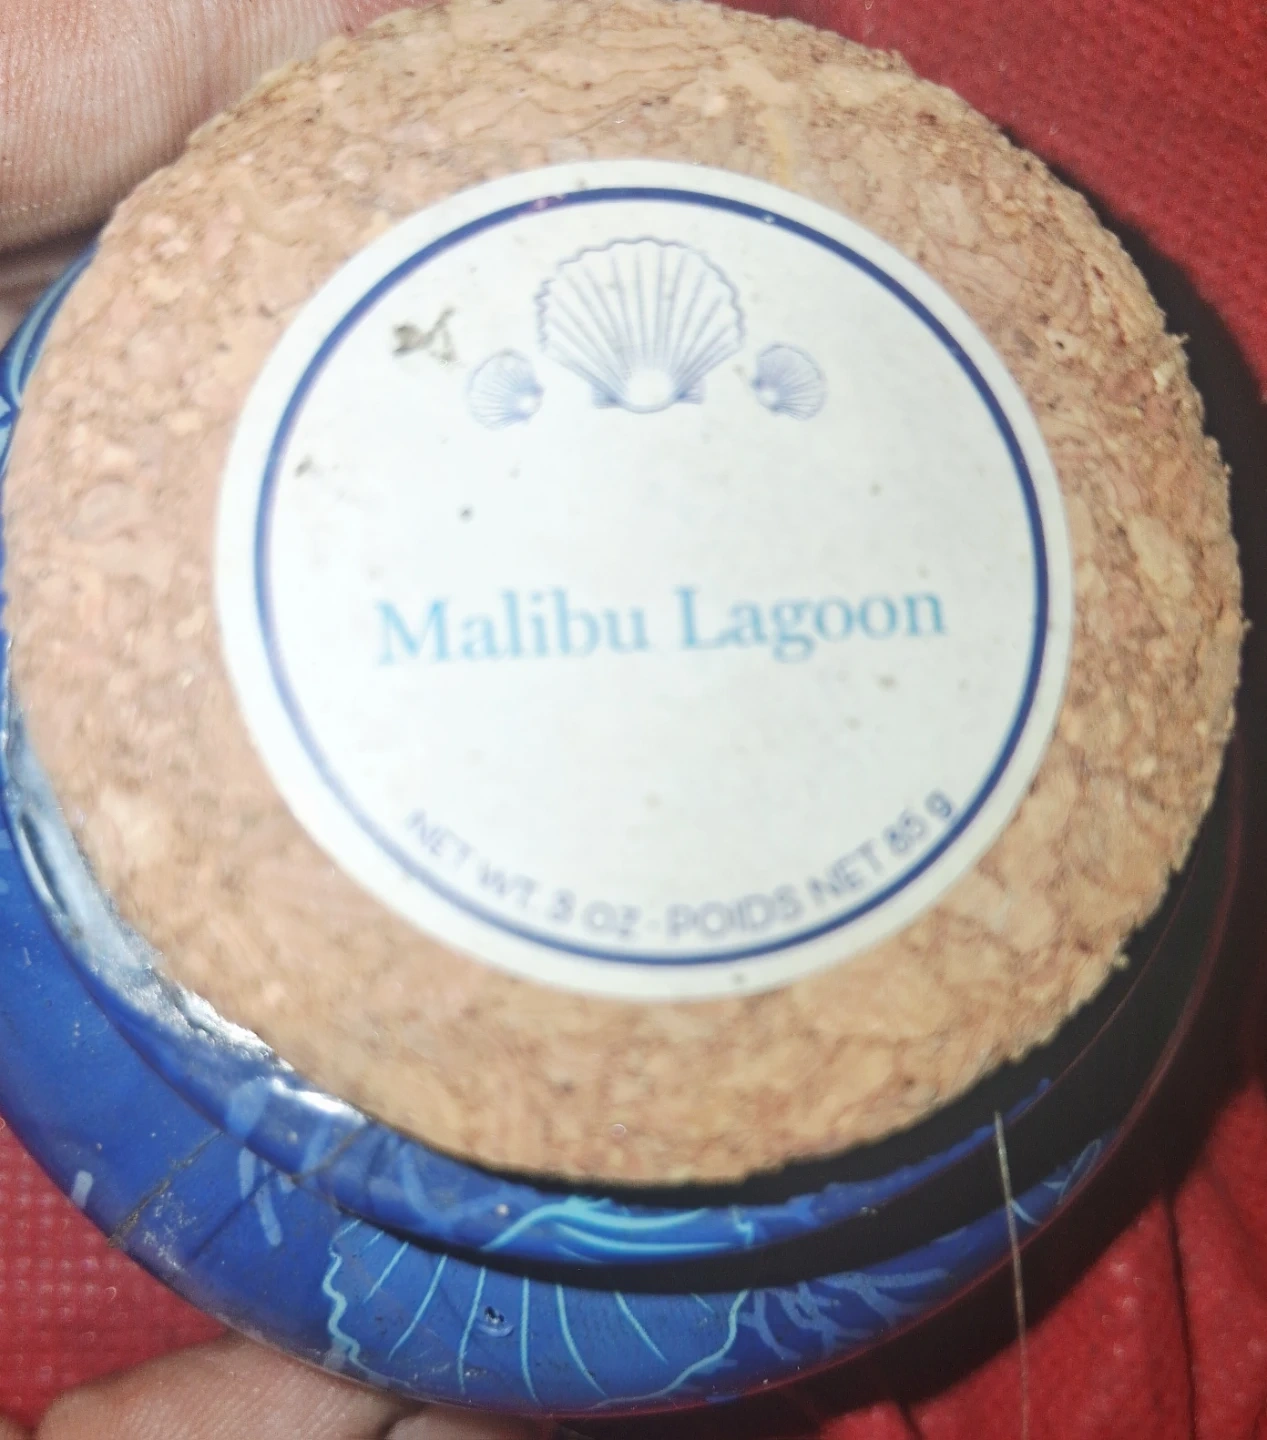 Malibu Lagoon
NET WT. 3 OZ · POIDS NET 85 g